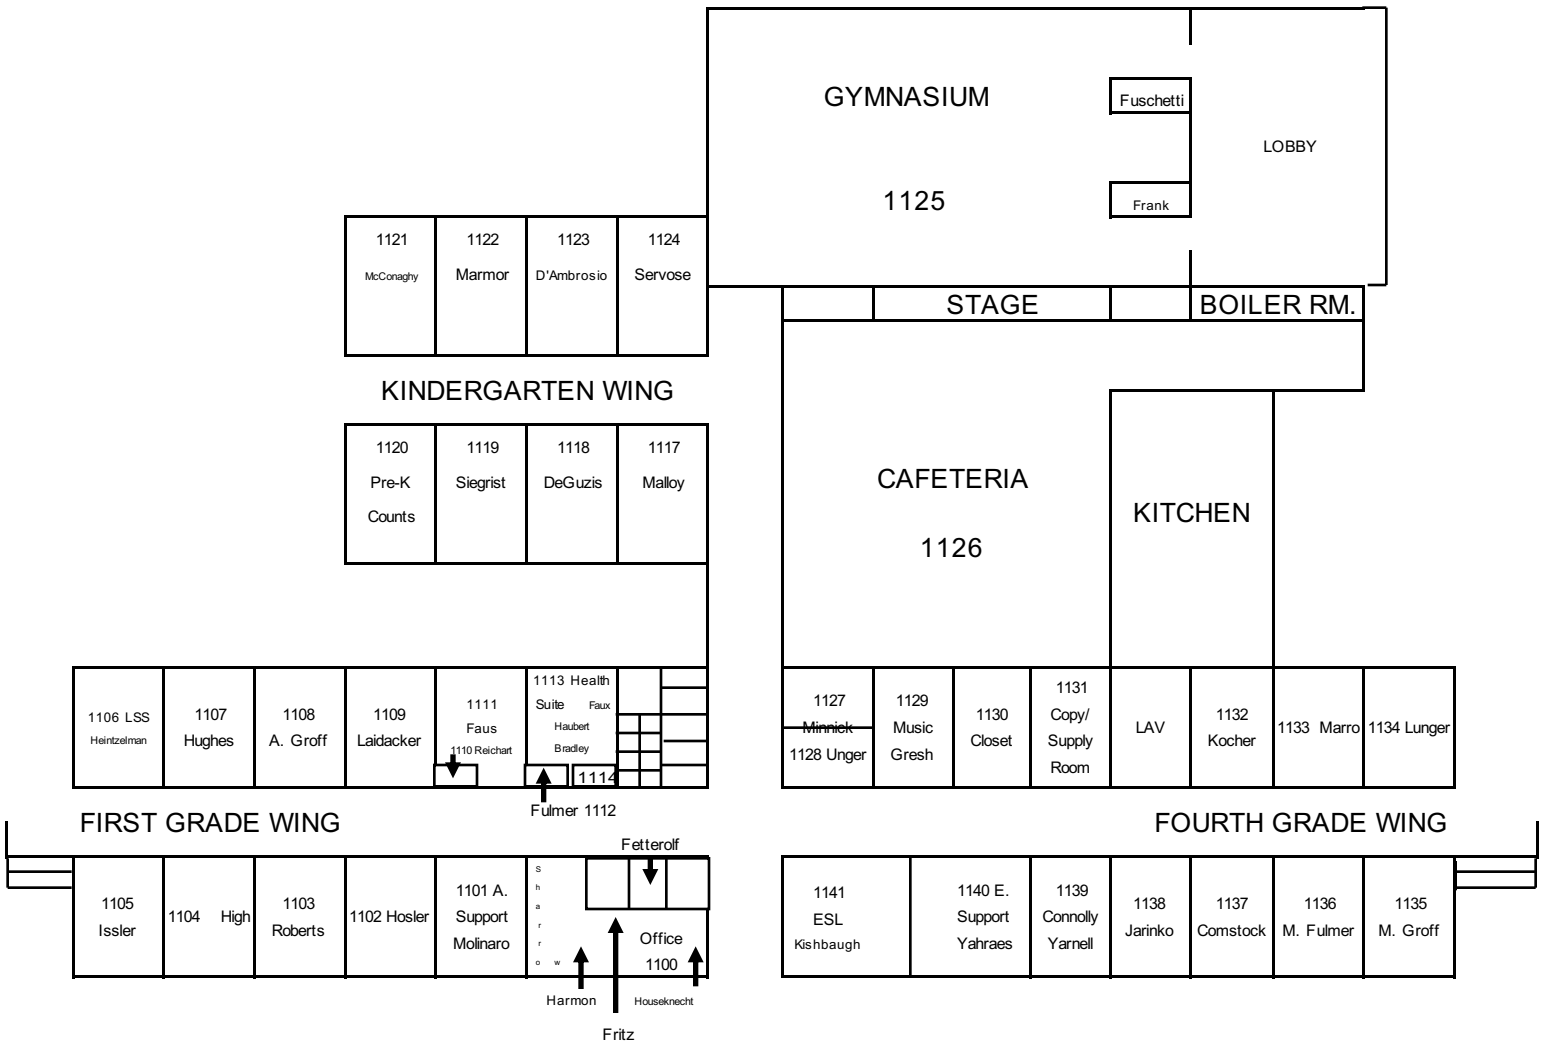 GYMNASIUM
1125
Fuschetti
Frank
LOBBY
1121
McConaghy
1122
Marmor
1123
D'Ambrosio
1124
Servose
STAGE
BOILER RM.
KINDERGARTEN WING
1120
Pre-K
Counts
1119
Siegrist
1118
DeGuzis
1117
Malloy
CAFETERIA
1126
KITCHEN
1106 LSS
Heintzelman
1107
Hughes
1108
A. Groff
1109
Laidacker
1111
Faus
1110 Reichart
1113 Health
Suite Faux
Haubert
Bradley
1114
Fulmer 1112
1127
Minnick
1128 Unger
1129
Music
Gresh
1130
Closet
1131
Copy/
Supply
Room
LAV
1132
Kocher
1133 Marro
1134 Lunger
FIRST GRADE WING
FOURTH GRADE WING
Fetterolf
1105
Issler
1104 High
1103
Roberts
1102 Hosler
1101 A.
Support
Molinaro
S
h
a
r
r
o w
Office
1100
Harmon
Houseknecht
Fritz
1141
ESL
Kishbaugh
1140 E.
Support
Yahraes
1139
Connolly
Yarnell
1138
Jarinko
1137
Comstock
1136
M. Fulmer
1135
M. Groff